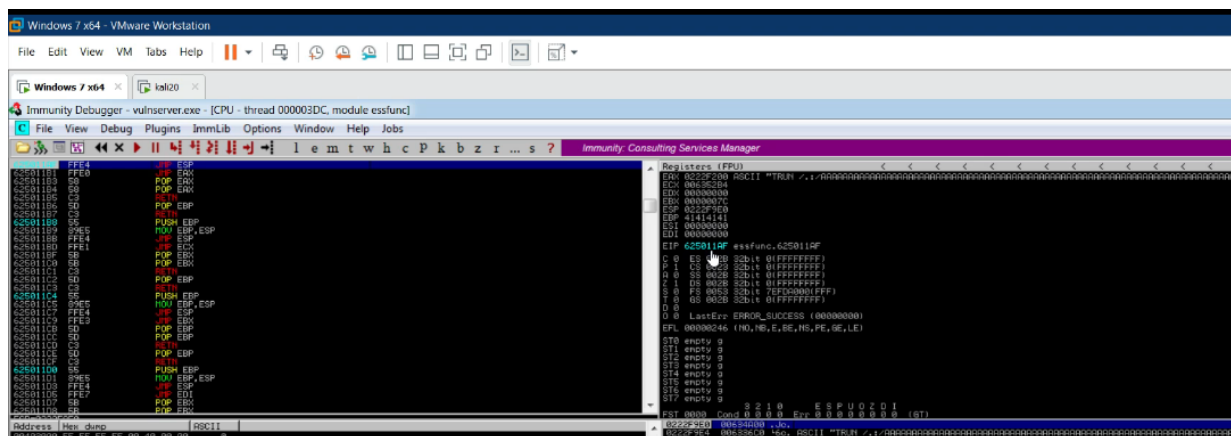 Windows 7 x64 - VMware Workstation
File Edit View VM Tabs Help
Windows 7 x64 × kali20 ×
Immunity Debugger - vulnserver.exe - [CPU - thread 000003DC, module essfunc]
C File View Debug Plugins ImmLib Options Window Help Jobs
l e m t w h c P k b z r ... s ? Immunity: Consulting Services Manager
FFE4 JMP ESP
625011B1 FFE0 JMP EAX
625011B3 58 POP EAX
625011B4 58 POP EAX
625011B5 C3 RETN
625011B6 5D POP EBP
625011B7 C3 RETN
625011B8 55 PUSH EBP
625011B9 89E5 MOV EBP,ESP
625011BB FFE4 JMP ESP
625011BD FFE1 JMP ECX
625011BF 5B POP EBX
625011C0 5B POP EBX
625011C1 C3 RETN
625011C2 5D POP EBP
625011C3 C3 RETN
625011C4 55 PUSH EBP
625011C5 89E5 MOV EBP,ESP
625011C7 FFE4 JMP ESP
625011C9 FFE3 JMP EBX
625011CB 5D POP EBP
625011CC 5D POP EBP
625011CD C3 RETN
625011CE 5D POP EBP
625011CF C3 RETN
625011D0 55 PUSH EBP
625011D1 89E5 MOV EBP,ESP
625011D3 FFE4 JMP ESP
625011D5 FFE7 JMP EDI
625011D7 5B POP EBX
625011D8 5B POP EBX
Address Hex dump ASCII
Registers (FPU) < < < < < < < < < < < <
EAX 0222F200 ASCII "TRUN /.:/
ECX 006352B4
EDX 00000000
EBX 0000007C
ESP 0222F9E0
EBP 41414141
ESI 00000000
EDI 00000000
EIP 625011AF essfunc.625011AF
C 0 ES 002B 32bit 0(FFFFFFFF)
P 1 CS 0023 32bit 0(FFFFFFFF)
A 0 SS 002B 32bit 0(FFFFFFFF)
Z 1 DS 002B 32bit 0(FFFFFFFF)
S 0 FS 0053 32bit 7EFDA000(FFF)
T 0 GS 002B 32bit 0(FFFFFFFF)
D 0
O 0 LastErr ERROR_SUCCESS (00000000)
EFL 00000246 (NO,NB,E,BE,NS,PE,GE,LE)
ST0 empty g
ST1 empty g
ST2 empty g
ST3 empty g
ST4 empty g
ST5 empty g
ST6 empty g
ST7 empty g
3 2 1 0 E S P U O Z D I
FST 0000 Cond 0 0 0 0 Err 0 0 0 0 0 0 0 0 (GT)
0222F9E0 00634A00 .Jc.
0222F9E4 ASCII "TRUN /.:/